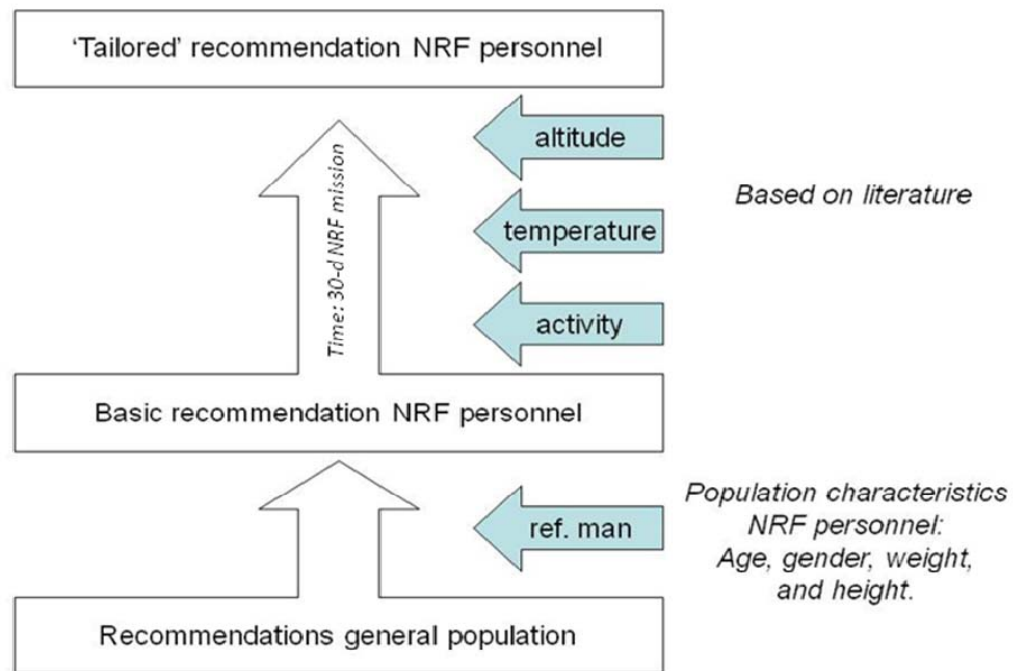 ‘Tailored’ recommendation NRF personnel
altitude
Based on literature
temperature
Time: 30-d NRF mission
activity
Basic recommendation NRF personnel
Population characteristics
NRF personnel:
Age, gender, weight,
and height.
ref. man
Recommendations general population